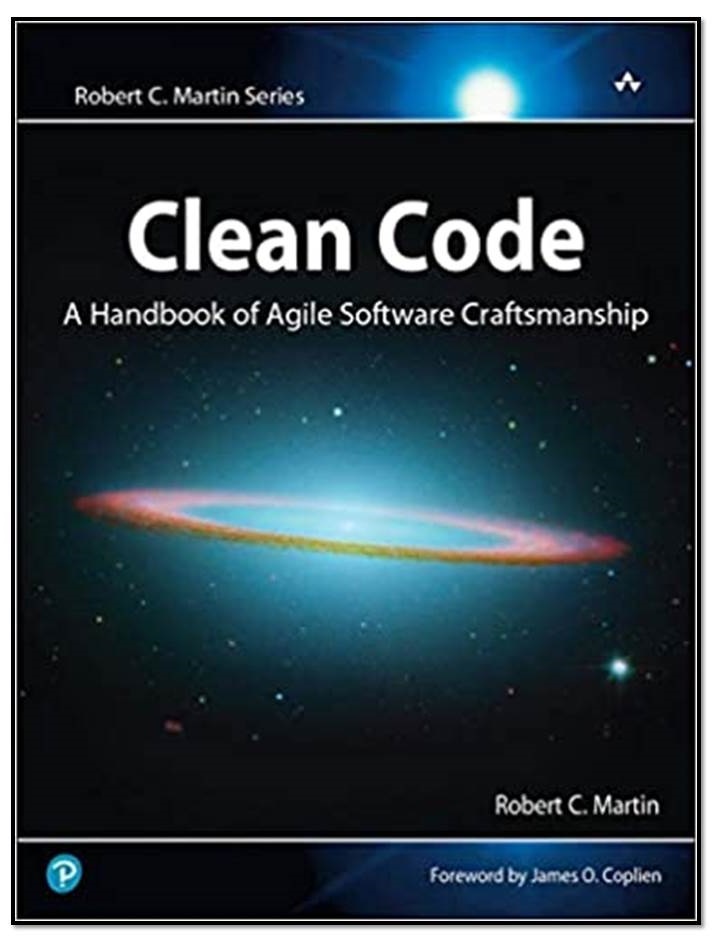 Robert C. Martin Series
Clean Code
A Handbook of Agile Software Craftsmanship
Robert C. Martin
Foreword by James O. Coplien